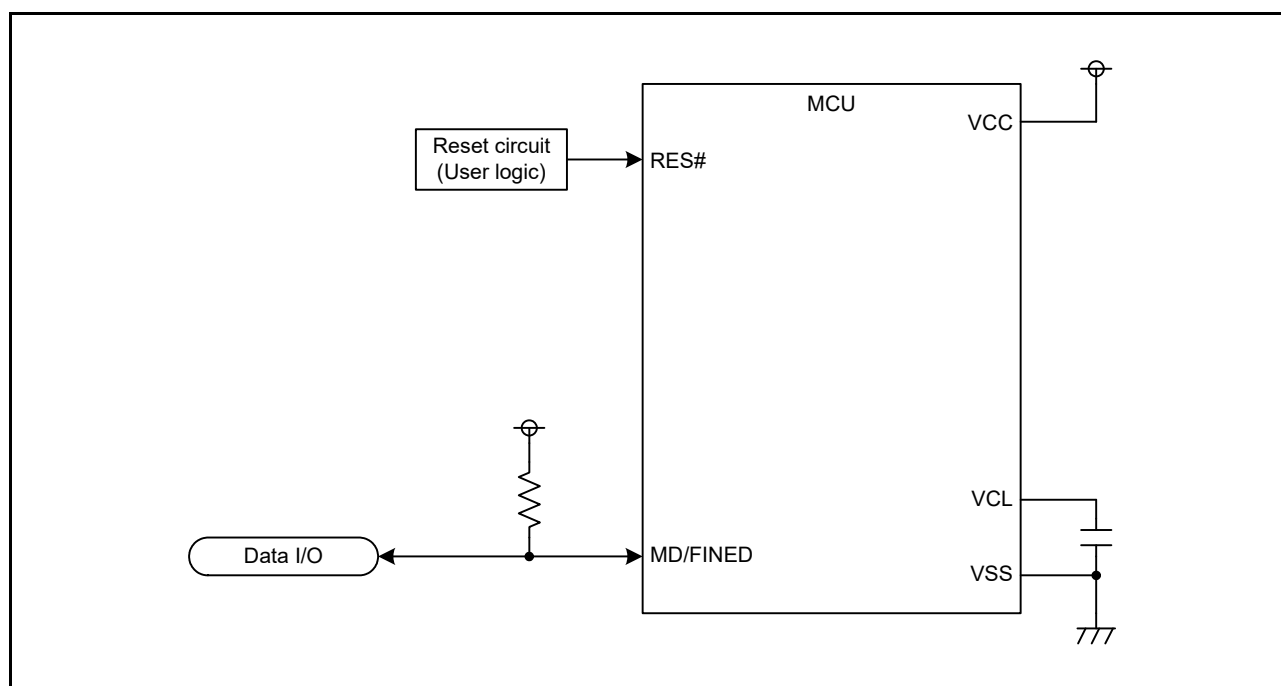 MCU
VCC
Reset circuit
(User logic)
RES#
VCL
Data I/O
MD/FINED
VSS